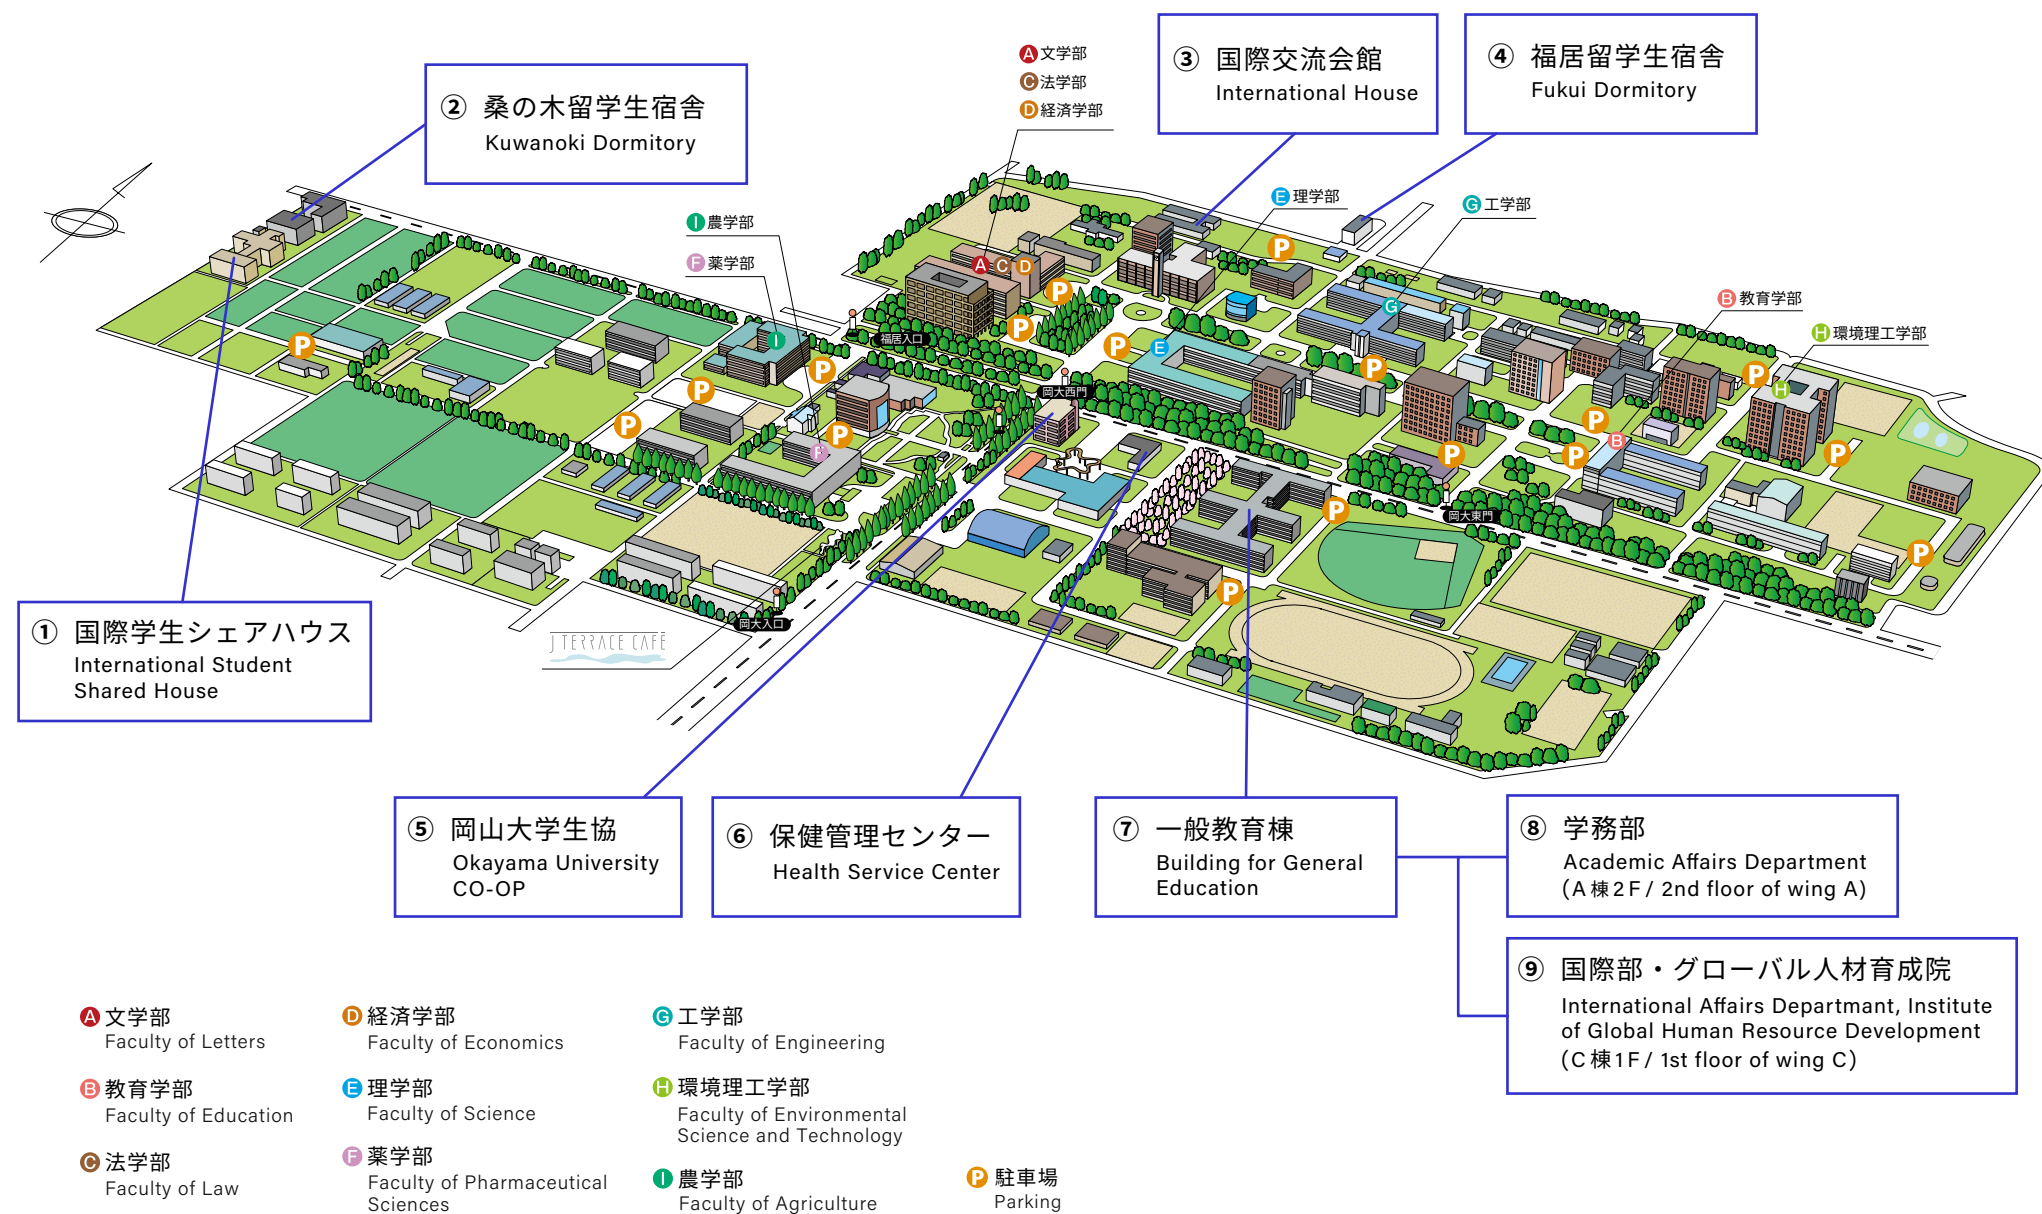 ② 桑の木留学生宿舎
Kuwanoki Dormitory
A 文学部
C 法学部
D 経済学部
③ 国際交流会館
International House
④ 福居留学生宿舎
Fukui Dormitory
I 農学部
F 薬学部
E 理学部
G 工学部
B 教育学部
H 環境理工学部
A C D
P
P
P
P
E
G
I
P
P
P
P
P
P
F
P
P
H
P
B
P
P
P
P
P
P
福居入口
岡大西門
岡大東門
岡大入口
J TERRACE CAFÉ
① 国際学生シェアハウス
International Student
Shared House
⑤ 岡山大学生協
Okayama University
CO-OP
⑥ 保健管理センター
Health Service Center
⑦ 一般教育棟
Building for General
Education
⑧ 学務部
Academic Affairs Department
(A棟2F / 2nd floor of wing A)
⑨ 国際部・グローバル人材育成院
International Affairs Departmant, Institute
of Global Human Resource Development
(C棟1F / 1st floor of wing C)
A 文学部
Faculty of Letters
B 教育学部
Faculty of Education
C 法学部
Faculty of Law
D 経済学部
Faculty of Economics
E 理学部
Faculty of Science
F 薬学部
Faculty of Pharmaceutical
Sciences
G 工学部
Faculty of Engineering
H 環境理工学部
Faculty of Environmental
Science and Technology
I 農学部
Faculty of Agriculture
P 駐車場
Parking